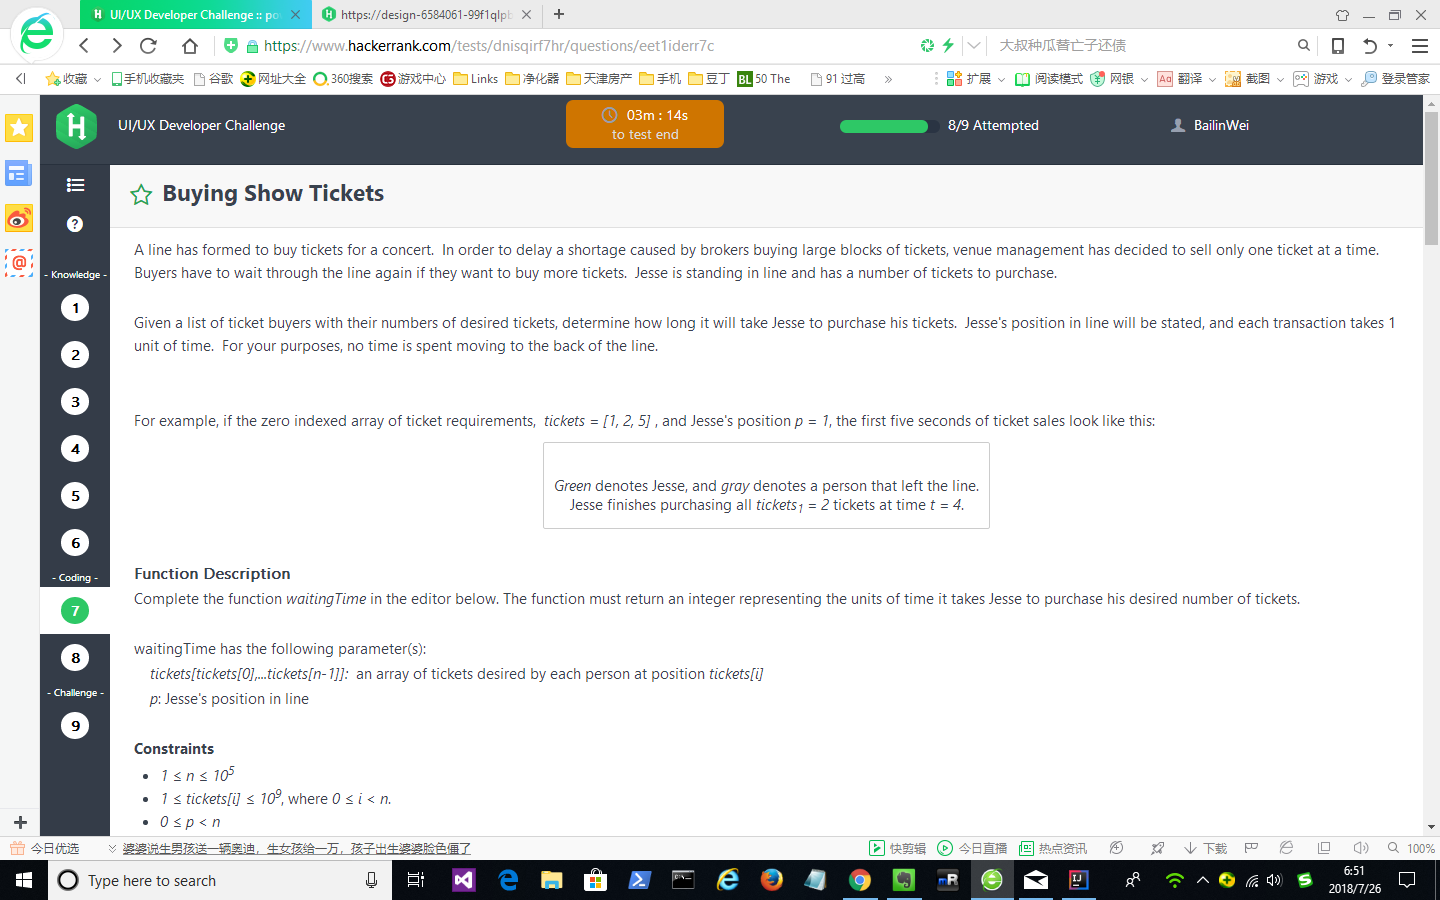 UI/UX Developer Challenge :: po
https://design-6584061-99f1qlpb
https://www.hackerrank.com/tests/dnisqirf7hr/questions/eet1iderr7c
大叔种瓜替亡子还债
收藏 手机收藏夹 谷歌 网址大全 360搜索 游戏中心 Links 净化器 天津房产 手机 豆丁 BL 50 The 91 过高 » 扩展 阅读模式 网银 Aa 翻译 截图 游戏 登录管家
H UI/UX Developer Challenge
03m : 14s
to test end
8/9 Attempted
BailinWei
Buying Show Tickets
?
- Knowledge -
1
2
3
4
5
6
- Coding -
7
8
- Challenge -
9
A line has formed to buy tickets for a concert. In order to delay a shortage caused by brokers buying large blocks of tickets, venue management has decided to sell only one ticket at a time.
Buyers have to wait through the line again if they want to buy more tickets. Jesse is standing in line and has a number of tickets to purchase.
Given a list of ticket buyers with their numbers of desired tickets, determine how long it will take Jesse to purchase his tickets. Jesse's position in line will be stated, and each transaction takes 1
unit of time. For your purposes, no time is spent moving to the back of the line.
For example, if the zero indexed array of ticket requirements, tickets = [1, 2, 5] , and Jesse's position p = 1, the first five seconds of ticket sales look like this:
Green denotes Jesse, and gray denotes a person that left the line.
Jesse finishes purchasing all tickets₁ = 2 tickets at time t = 4.
Function Description
Complete the function waitingTime in the editor below. The function must return an integer representing the units of time it takes Jesse to purchase his desired number of tickets.
waitingTime has the following parameter(s):
tickets[tickets[0],...tickets[n-1]]: an array of tickets desired by each person at position tickets[i]
p: Jesse's position in line
Constraints
• 1 ≤ n ≤ 10⁵
• 1 ≤ tickets[i] ≤ 10⁹, where 0 ≤ i < n.
• 0 ≤ p < n
今日优选 婆婆说生男孩送一辆奥迪，生女孩给一万，孩子出生婆婆脸色僵了 快剪辑 今日直播 热点资讯 下载 100%
Type here to search
6:51
2018/7/26